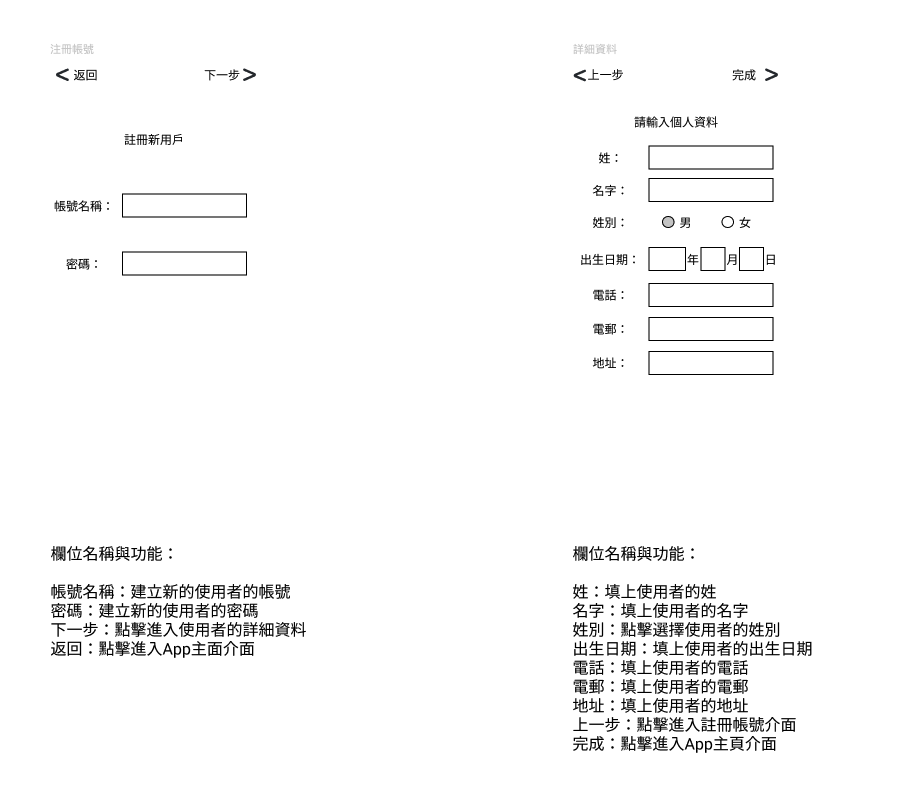 注冊帳號
< 返回 下一步 >
註冊新用戶
帳號名稱：
密碼：
欄位名稱與功能：
帳號名稱：建立新的使用者的帳號
密碼：建立新的使用者的密碼
下一步：點擊進入使用者的詳細資料
返回：點擊進入App主面介面
詳細資料
<上一步 完成 >
請輸入個人資料
姓：
名字：
姓別： 男 女
出生日期： 年 月 日
電話：
電郵：
地址：
欄位名稱與功能：
姓：填上使用者的姓
名字：填上使用者的名字
姓別：點擊選擇使用者的姓別
出生日期：填上使用者的出生日期
電話：填上使用者的電話
電郵：填上使用者的電郵
地址：填上使用者的地址
上一步：點擊進入註冊帳號介面
完成：點擊進入App主頁介面